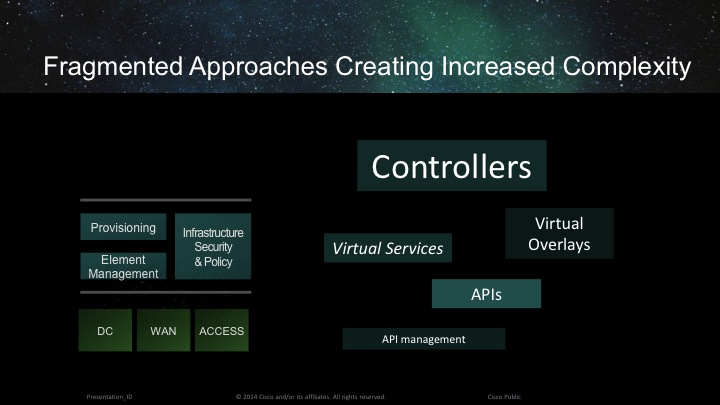 Fragmented Approaches Creating Increased Complexity
Controllers
Provisioning
Infrastructure
Security
& Policy
Element
Management
Virtual Services
Virtual
Overlays
APIs
DC
WAN
ACCESS
API management
Presentation_ID
© 2014 Cisco and/or its affiliates. All rights reserved.
Cisco Public